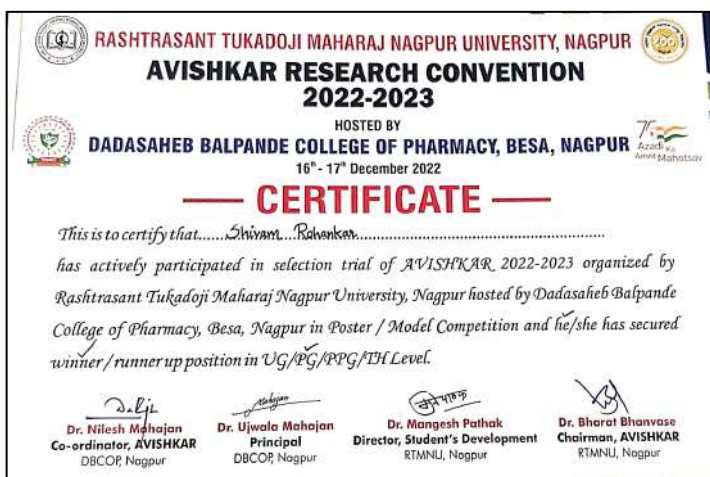 RASHTRASANT TUKADOJI MAHARAJ NAGPUR UNIVERSITY, NAGPUR
AVISHKAR RESEARCH CONVENTION
2022-2023
HOSTED BY
DADASAHEB BALPANDE COLLEGE OF PHARMACY, BESA, NAGPUR
Azadi Ka
Amrit Mahotsav
16th - 17th December 2022
CERTIFICATE
This is to certify that......Shivam Rohankar......
has actively participated in selection trial of AVISHKAR 2022-2023 organized by
Rashtrasant Tukadoji Maharaj Nagpur University, Nagpur hosted by Dadasaheb Balpande
College of Pharmacy, Besa, Nagpur in Poster / Model Competition and he/she has secured
winner / runner up position in UG/PG/PPG/TH Level.
Dr. Nilesh Mahajan
Co-ordinator, AVISHKAR
DBCOP, Nagpur
Dr. Ujwala Mahajan
Principal
DBCOP, Nagpur
Dr. Mangesh Pathak
Director, Student's Development
RTMNU, Nagpur
Dr. Bharat Bhanvase
Chairman, AVISHKAR
RTMNU, Nagpur